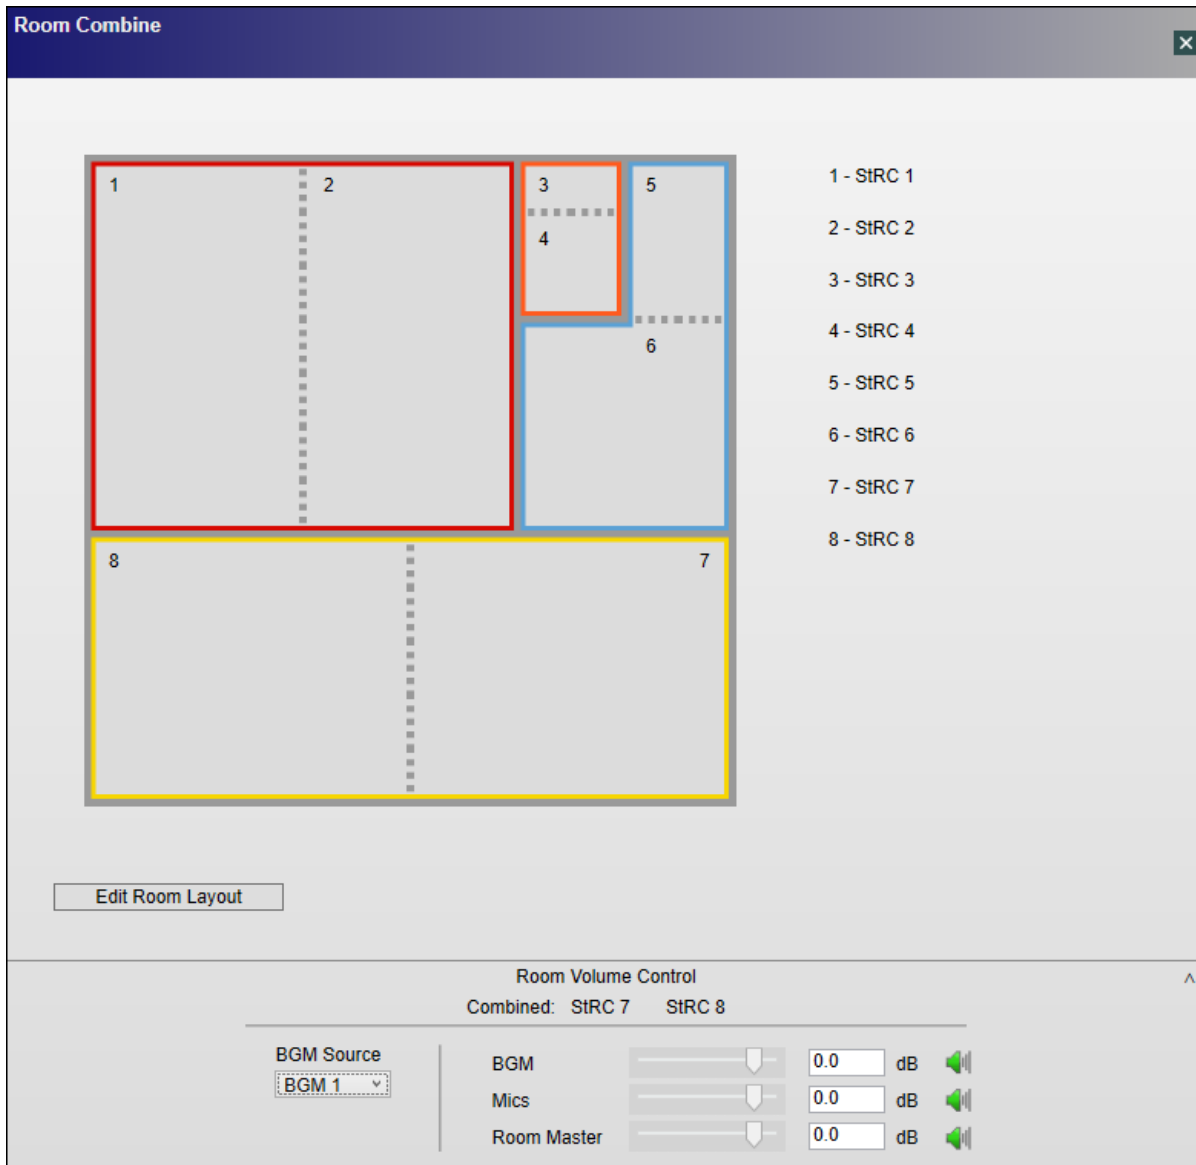 Room Combine
1
2
3
4
5
6
8
7
1 - StRC 1
2 - StRC 2
3 - StRC 3
4 - StRC 4
5 - StRC 5
6 - StRC 6
7 - StRC 7
8 - StRC 8
Edit Room Layout
Room Volume Control
Combined: StRC 7 StRC 8
BGM Source
BGM 1
BGM 0.0 dB
Mics 0.0 dB
Room Master 0.0 dB